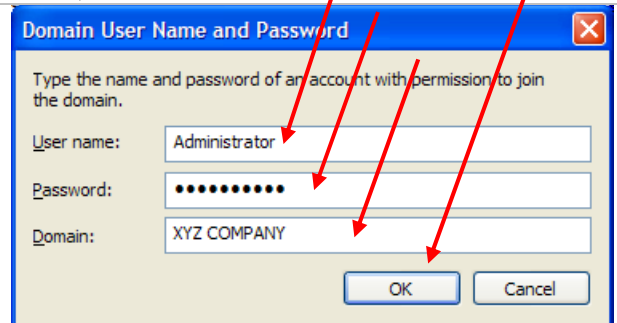 Domain User Name and Password
Type the name and password of an account with permission to join
the domain.
User name: Administrator
Password: ●●●●●●●●●●
Domain: XYZ COMPANY
OK Cancel